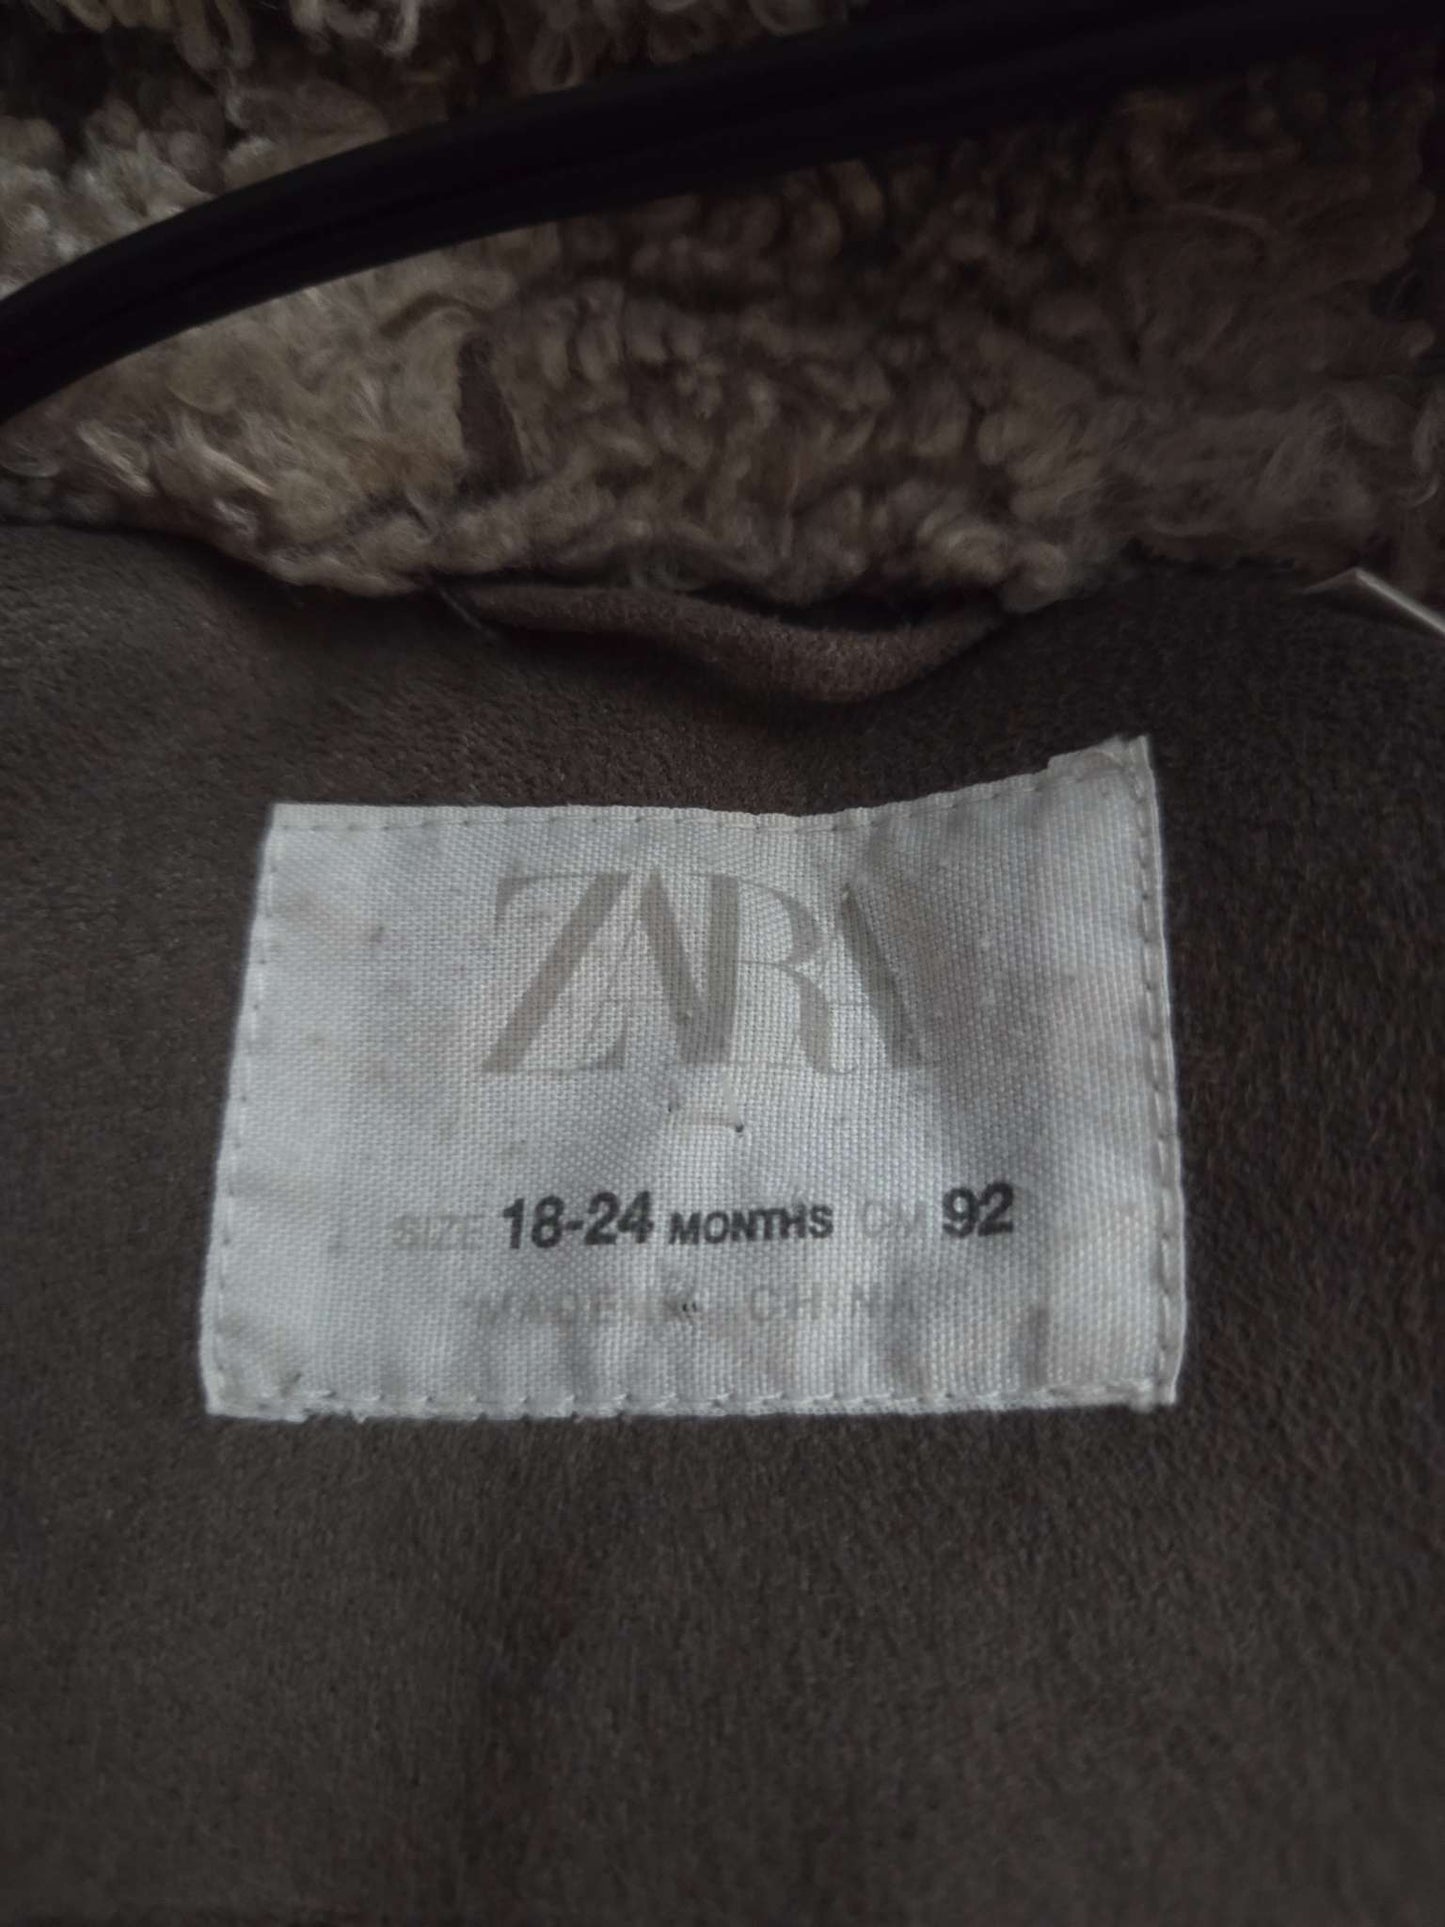 ZARA
SIZE 18-24 MONTHS CM 92
MADE IN CHINA